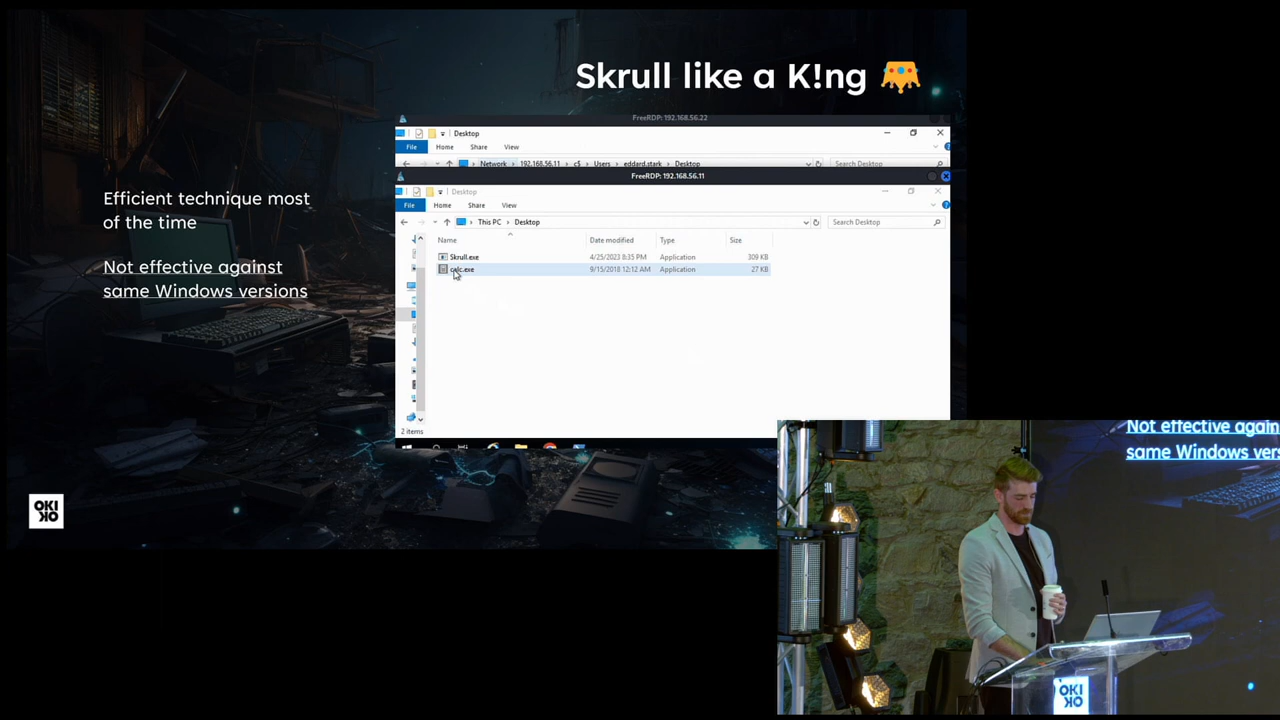 Skrull like a K!ng
Efficient technique most
of the time
Not effective against
same Windows versions
FreeRDP: 192.168.56.22
Desktop
File Home Share View
Network 192.168.56.11 c$ Users eddard.stark Desktop Search Desktop
FreeRDP: 192.168.56.11
Desktop
File Home Share View
This PC Desktop Search Desktop
Name Date modified Type Size
Skrull.exe 4/25/2023 8:35 PM Application 309 KB
calc.exe 9/15/2018 12:12 AM Application 27 KB
2 items
OKI
OK
Not effective again
same Windows vers
OKI
OK